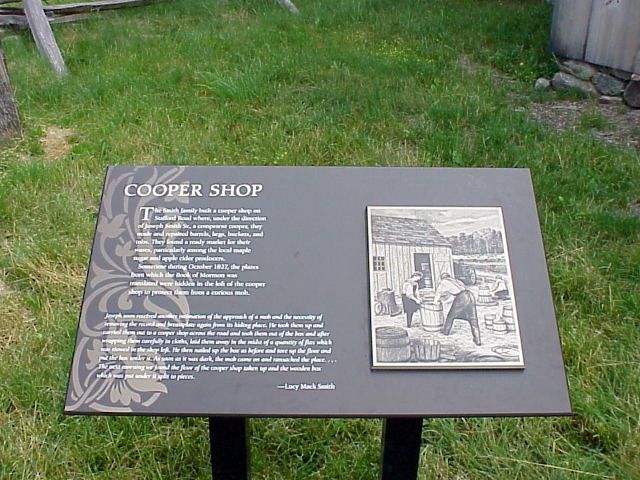 COOPER SHOP
The Smith family built a cooper shop on
Stafford Road where, under the direction
of Joseph Smith Sr., a competent cooper, they
made and repaired barrels, kegs, buckets, and
tubs. They found a ready market for their
wares, particularly among the local maple
sugar and apple cider producers.
Sometime during October 1827, the plates
from which the Book of Mormon was
translated were hidden in the loft of the cooper
shop to protect them from a curious mob.
Joseph soon received another intimation of the approach of a mob and the necessity of
removing the record and breastplate again from its hiding place. He took them up and
carried them out to a cooper shop across the road and took them out of the box and after
wrapping them carefully in cloths, laid them away in the midst of a quantity of flax which
was stowed in the shop loft. He then nailed up the box as before and tore up the floor and
put the box under it. As soon as it was dark, the mob came on and ransacked the place. . . .
The next morning we found the floor of the cooper shop taken up and the wooden box
which was put under it split to pieces.
—Lucy Mack Smith